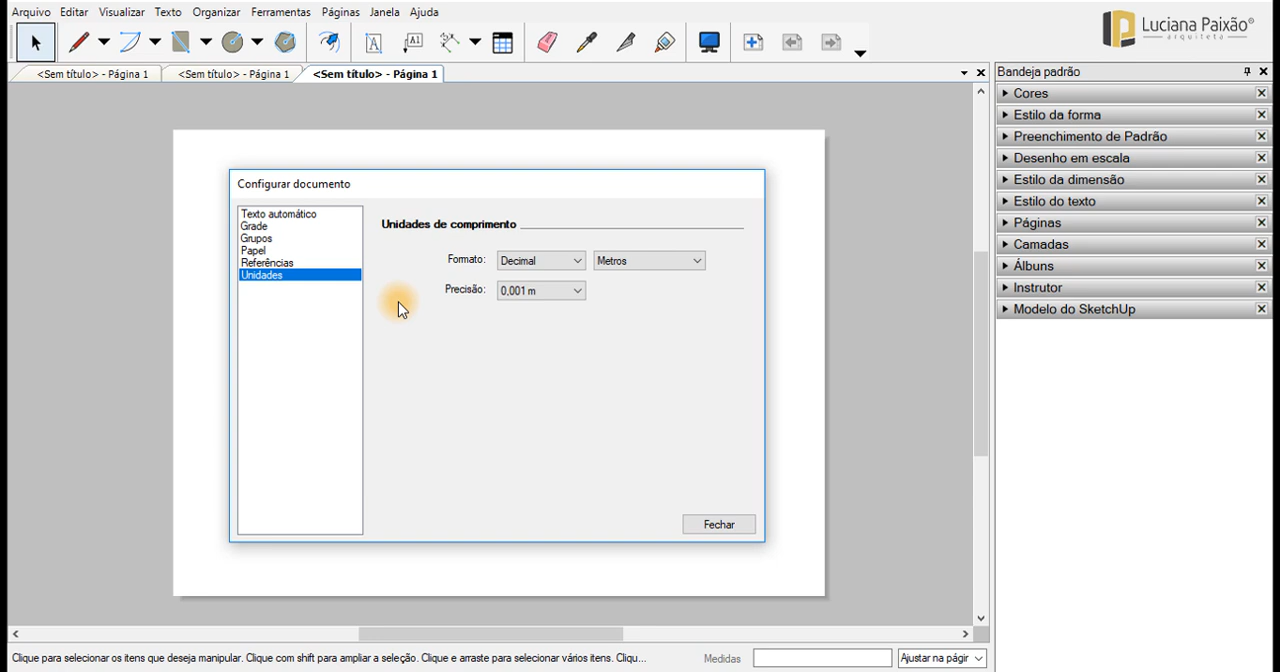 Arquivo Editar Visualizar Texto Organizar Ferramentas Páginas Janela Ajuda
Luciana Paixão®
arquiteta
A A1
<Sem título> - Página 1 <Sem título> - Página 1 <Sem título> - Página 1
Bandeja padrão
Cores
Estilo da forma
Preenchimento de Padrão
Desenho em escala
Estilo da dimensão
Estilo do texto
Páginas
Camadas
Álbuns
Instrutor
Modelo do SketchUp
Configurar documento
Texto automático
Grade
Grupos
Papel
Referências
Unidades
Unidades de comprimento
Formato: Decimal Metros
Precisão: 0,001 m
Fechar
Clique para selecionar os itens que deseja manipular. Clique com shift para ampliar a seleção. Clique e arraste para selecionar vários itens. Cliqu... Medidas Ajustar na págir